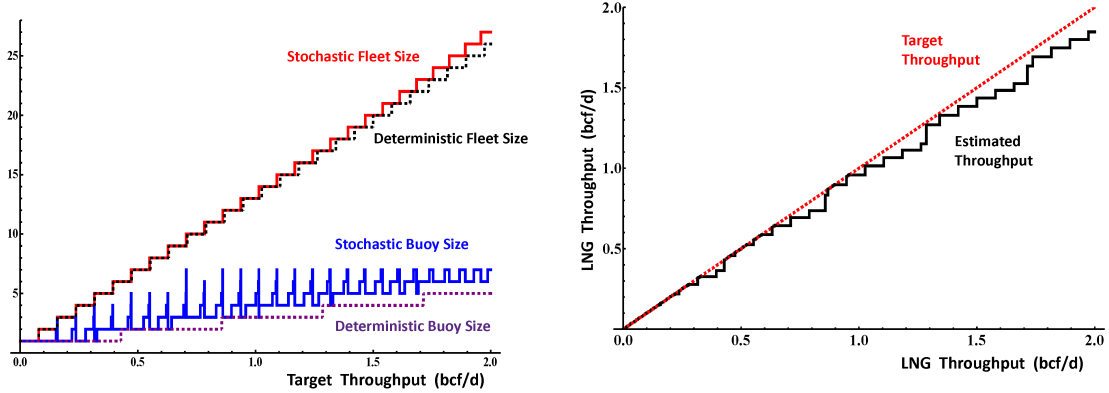 25
20
15
10
5
Stochastic Fleet Size
Deterministic Fleet Size
Stochastic Buoy Size
Deterministic Buoy Size
0.0 0.5 1.0 1.5 2.0
Target Throughput (bcf/d)
LNG Throughput (bcf/d)
2.0
1.5
1.0
0.5
Target
Throughput
Estimated
Throughput
0.0 0.5 1.0 1.5 2.0
LNG Throughput (bcf/d)